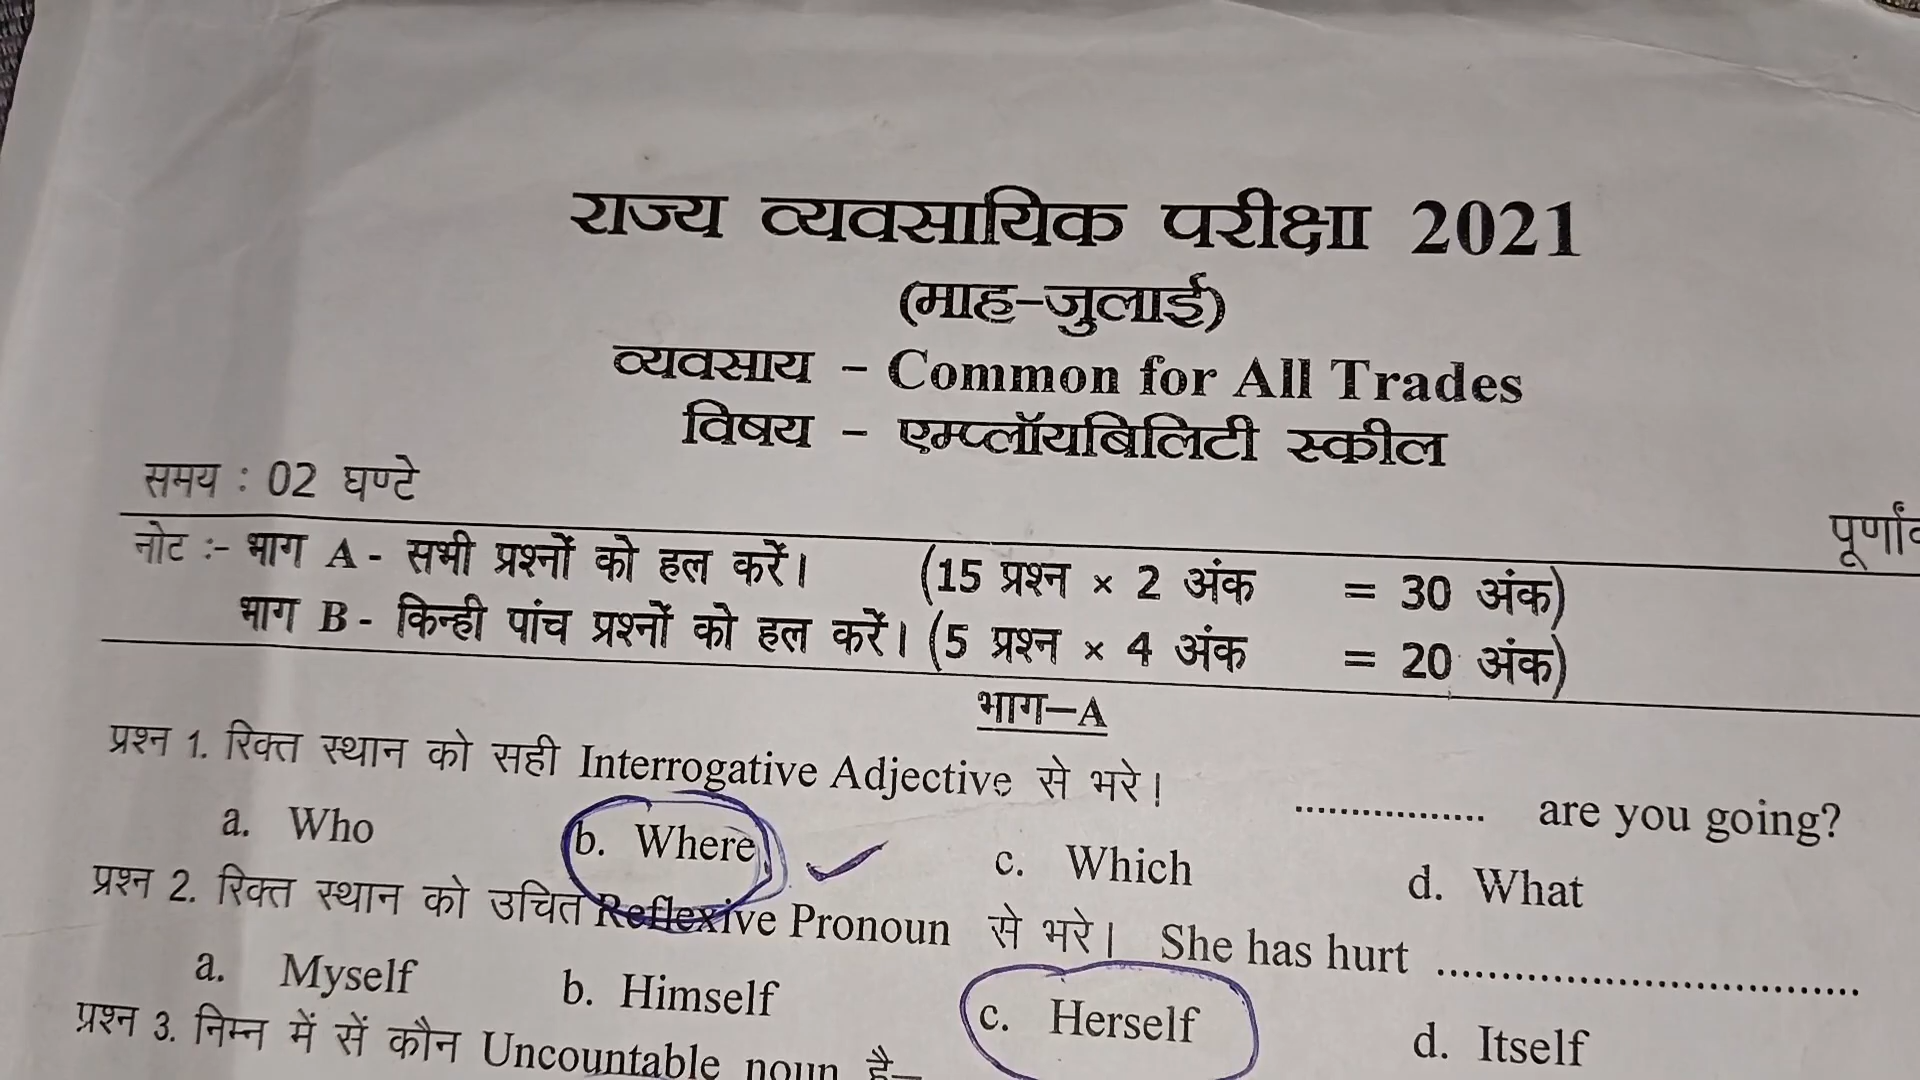 राज्य व्यवसायिक परीक्षा 2021
(माह-जुलाई)
व्यवसाय - Common for All Trades
विषय - एम्प्लॉयबिलिटी स्कील
समय : 02 घण्टे
नोट :- भाग A - सभी प्रश्नों को हल करें। (15 प्रश्न × 2 अंक = 30 अंक)
भाग B - किन्ही पांच प्रश्नों को हल करें। (5 प्रश्न × 4 अंक = 20 अंक)
भाग-A
प्रश्न 1. रिक्त स्थान को सही Interrogative Adjective से भरे। ................. are you going?
a. Who b. Where c. Which d. What
प्रश्न 2. रिक्त स्थान को उचित Reflexive Pronoun से भरे। She has hurt .................................
a. Myself b. Himself c. Herself d. Itself
प्रश्न 3. निम्न में सें कौन Uncountable noun है–